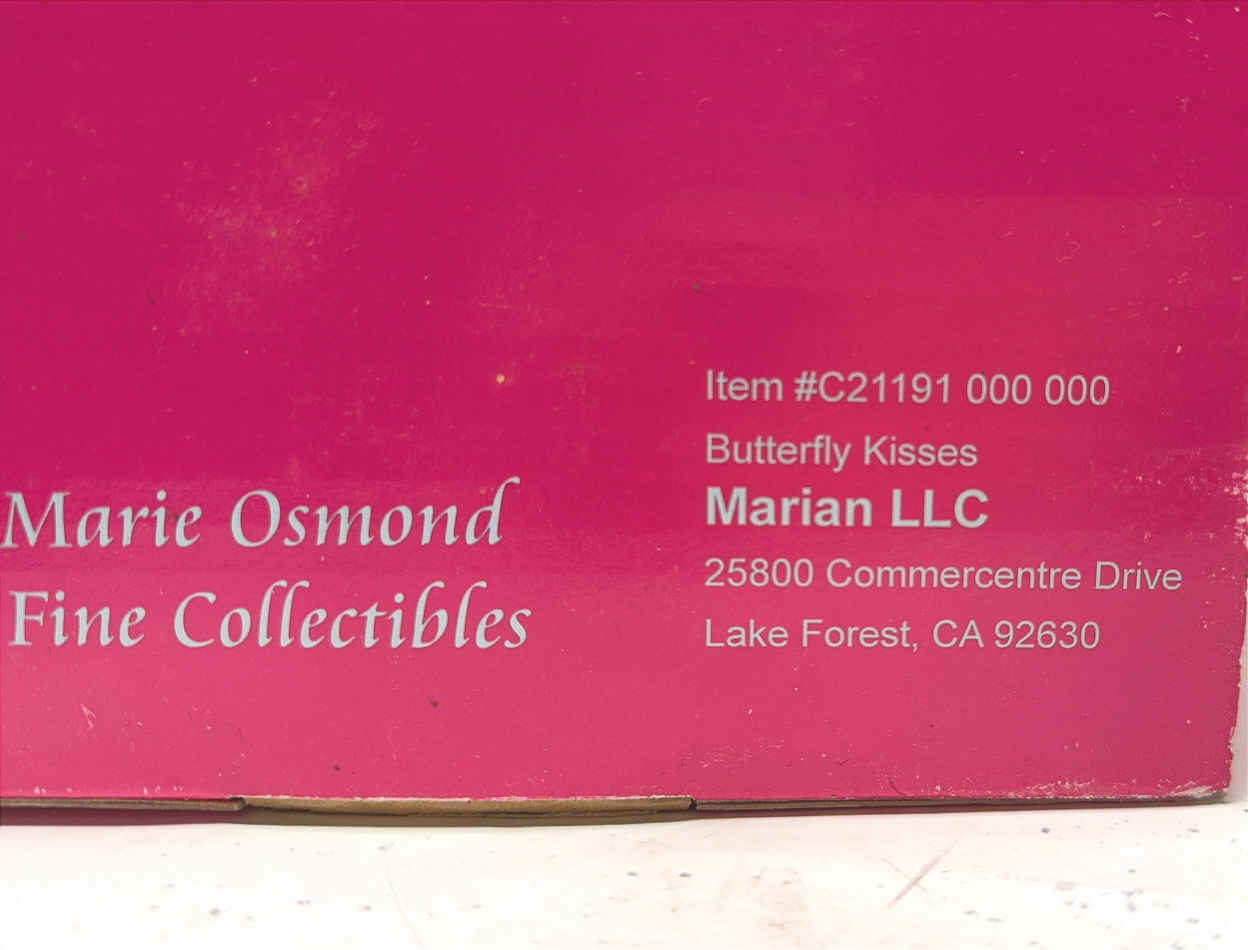 Marie Osmond
Fine Collectibles
Item #C21191 000 000
Butterfly Kisses
Marian LLC
25800 Commercentre Drive
Lake Forest, CA 92630